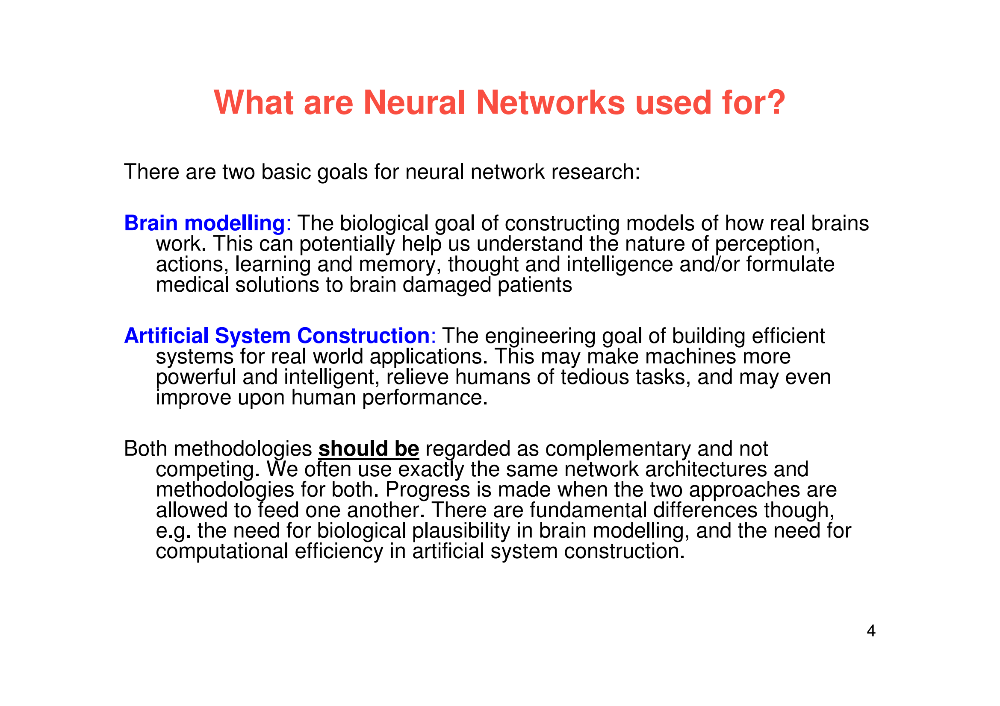 What are Neural Networks used for?
There are two basic goals for neural network research:
Brain modelling: The biological goal of constructing models of how real brains
work. This can potentially help us understand the nature of perception,
actions, learning and memory, thought and intelligence and/or formulate
medical solutions to brain damaged patients
Artificial System Construction: The engineering goal of building efficient
systems for real world applications. This may make machines more
powerful and intelligent, relieve humans of tedious tasks, and may even
improve upon human performance.
Both methodologies should be regarded as complementary and not
competing. We often use exactly the same network architectures and
methodologies for both. Progress is made when the two approaches are
allowed to feed one another. There are fundamental differences though,
e.g. the need for biological plausibility in brain modelling, and the need for
computational efficiency in artificial system construction.
4